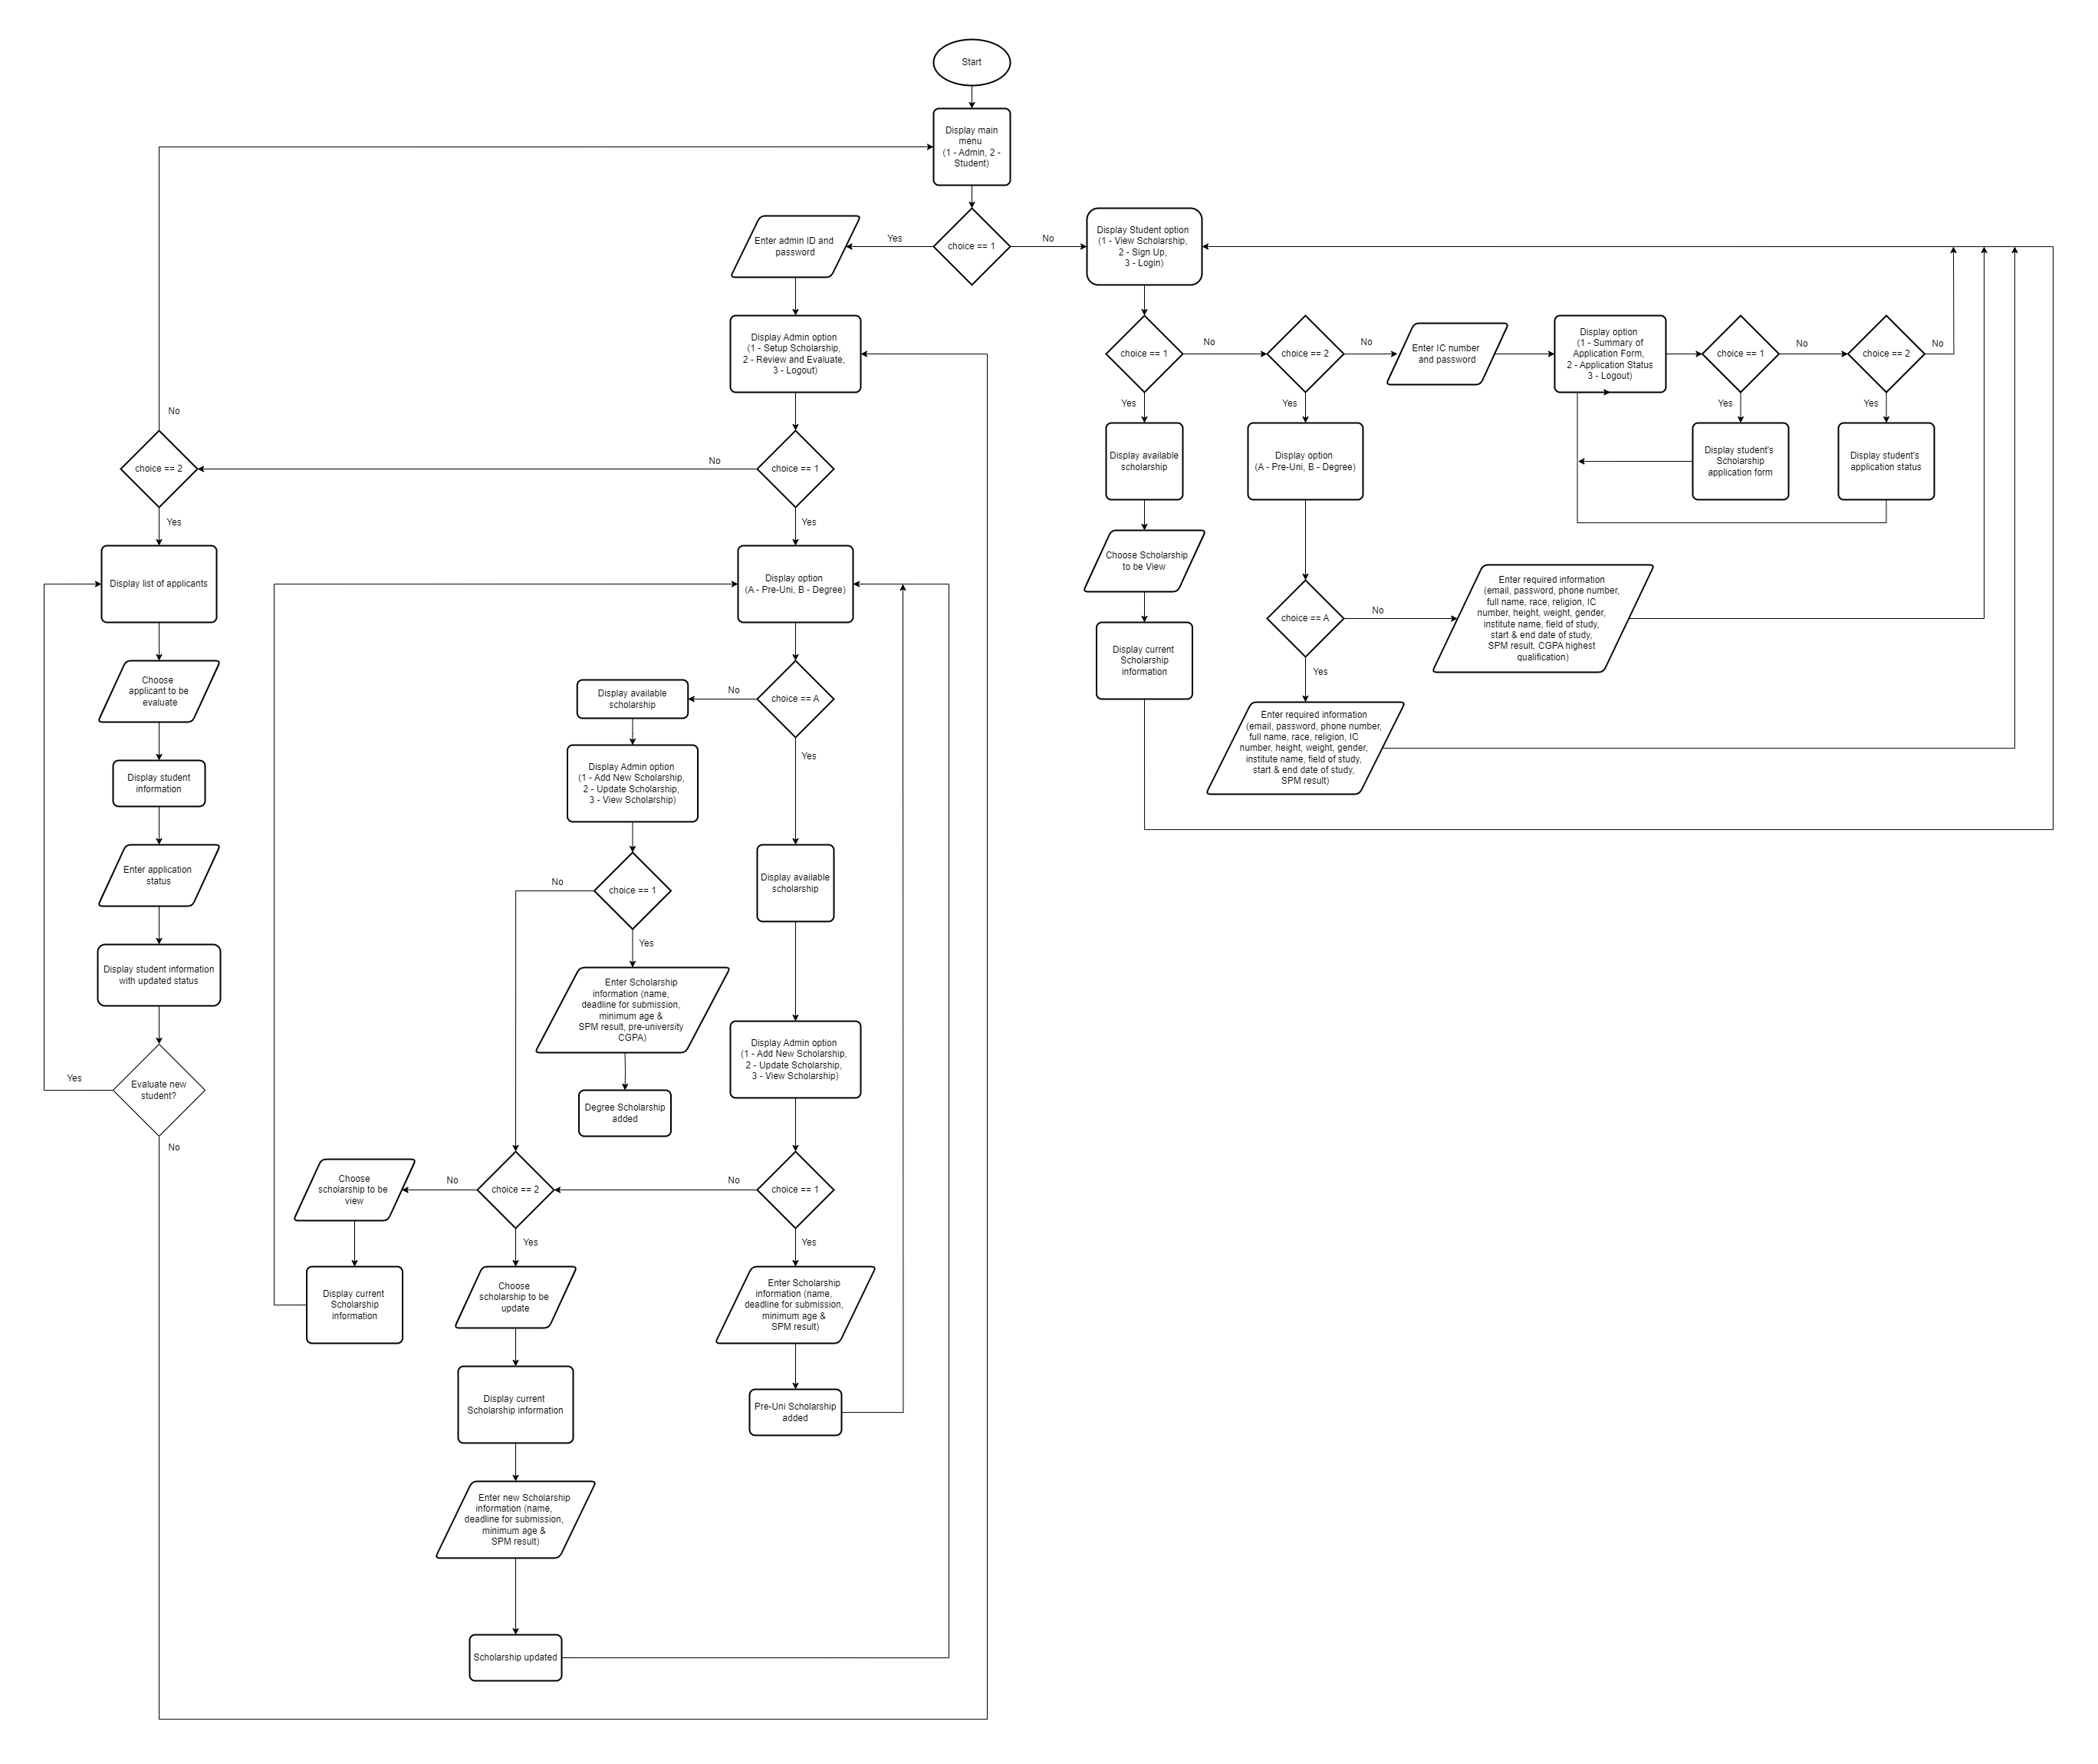 Start
Display main
menu
(1 - Admin, 2 -
Student)
choice == 1
Yes
No
Enter admin ID and
password
Display Student option
(1 - View Scholarship,
2 - Sign Up,
3 - Login)
Display Admin option
(1 - Setup Scholarship,
2 - Review and Evaluate,
3 - Logout)
choice == 1
No
Yes
choice == 2
No
Yes
Display list of applicants
Choose
applicant to be
evaluate
Display student
information
Enter application
status
Display student information
with updated status
Evaluate new
student?
Yes
No
Display option
(A - Pre-Uni, B - Degree)
choice == A
No
Yes
Display available
scholarship
Display Admin option
(1 - Add New Scholarship,
2 - Update Scholarship,
3 - View Scholarship)
choice == 1
No
Yes
Enter Scholarship
information (name,
deadline for submission,
minimum age &
SPM result, pre-university
CGPA)
Degree Scholarship
added
Display available
scholarship
Display Admin option
(1 - Add New Scholarship,
2 - Update Scholarship,
3 - View Scholarship)
choice == 1
No
Yes
Enter Scholarship
information (name,
deadline for submission,
minimum age &
SPM result)
Pre-Uni Scholarship
added
choice == 2
No
Yes
Choose
scholarship to be
view
Display current
Scholarship
information
Choose
scholarship to be
update
Display current
Scholarship information
Enter new Scholarship
information (name,
deadline for submission,
minimum age &
SPM result)
Scholarship updated
choice == 1
No
Yes
Display available
scholarship
Choose Scholarship
to be View
Display current
Scholarship
information
choice == 2
No
Yes
Display option
(A - Pre-Uni, B - Degree)
choice == A
No
Yes
Enter required information
(email, password, phone number,
full name, race, religion, IC
number, height, weight, gender,
institute name, field of study,
start & end date of study,
SPM result, CGPA highest
qualification)
Enter required information
(email, password, phone number,
full name, race, religion, IC
number, height, weight, gender,
institute name, field of study,
start & end date of study,
SPM result)
Enter IC number
and password
Display option
(1 - Summary of
Application Form,
2 - Application Status
3 - Logout)
choice == 1
No
Yes
Display student's
Scholarship
application form
choice == 2
No
Yes
Display student's
application status